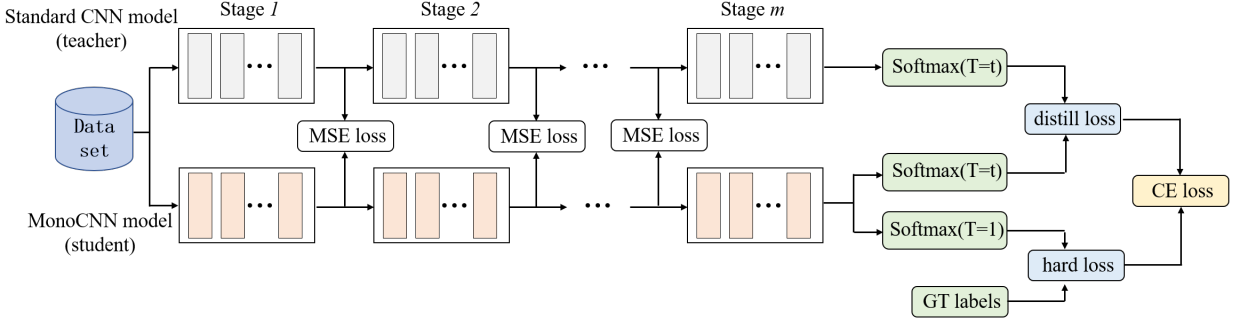 Standard CNN model
(teacher)
Stage 1
Stage 2
Stage m
Softmax(T=t)
distill loss
MSE loss
MSE loss
MSE loss
Data
set
Softmax(T=t)
CE loss
MonoCNN model
(student)
Softmax(T=1)
hard loss
GT labels